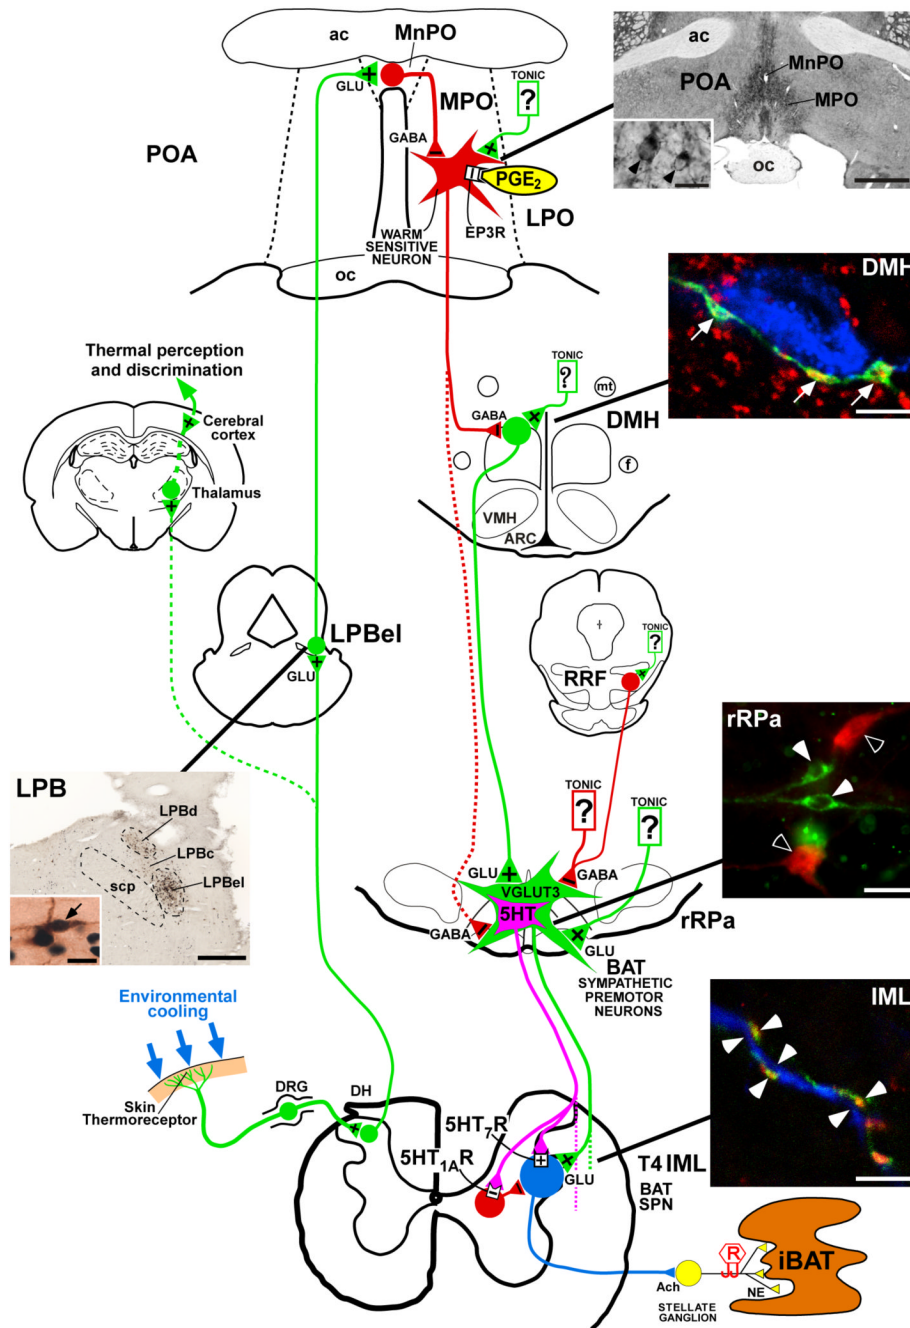 ac
MnPO
+
GLU
TONIC
?
MPO
GABA
−
+
POA
−
PGE2
LPO
WARM
SENSITIVE
NEURON
EP3R
oc
ac
MnPO
POA
MPO
oc
DMH
Thermal perception
and discrimination
+
Cerebral
cortex
Thalamus
+
TONIC
?
mt
GABA
−
+
DMH
f
VMH
ARC
LPBel
+
GLU
TONIC
?
RRF
+
rRPa
LPB
LPBd
LPBc
LPBel
scp
TONIC
?
TONIC
?
GLU
+
−
GABA
VGLUT3
5HT
GABA
−
+
GLU
rRPa
BAT
SYMPATHETIC
PREMOTOR
NEURONS
IML
Environmental
cooling
Skin
Thermoreceptor
DRG
DH
+
5HT7R
5HT1AR
+
+
GLU
−
−
T4 IML
BAT
SPN
Ach
STELLATE
GANGLION
R
NE
iBAT